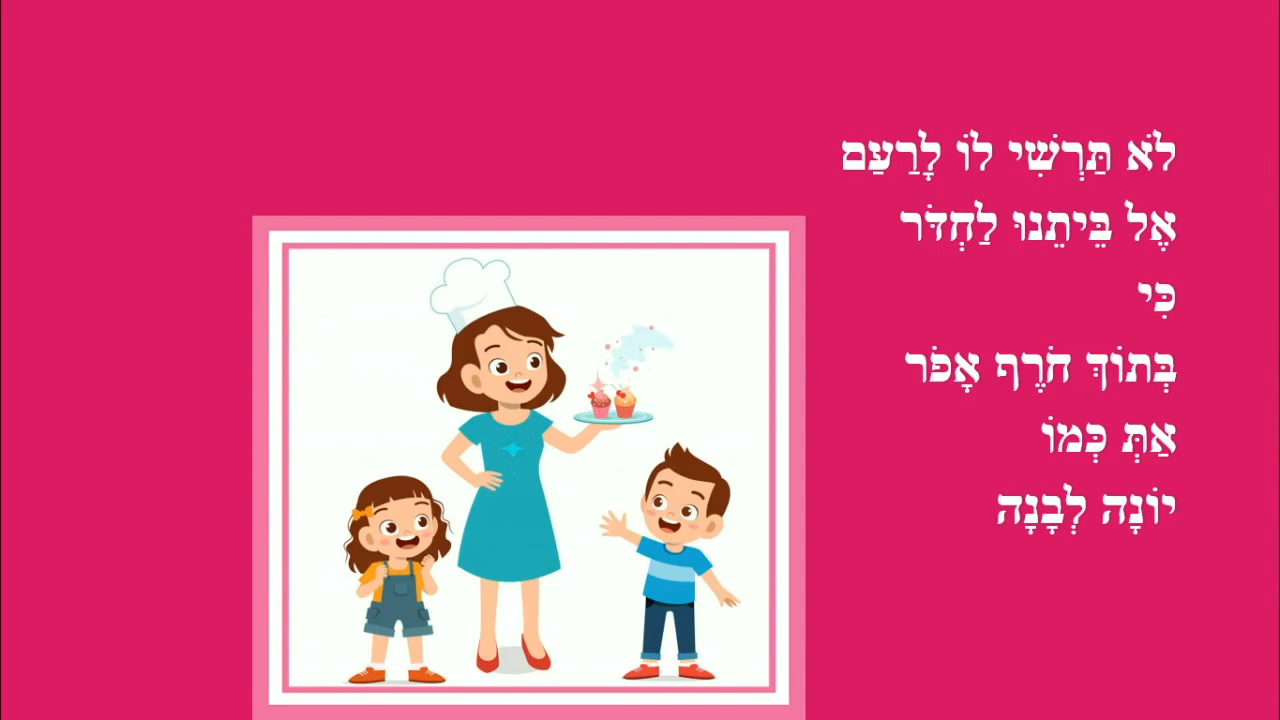 לֹא תַּרְשִׁי לוֹ לָרַעַם
אֶל בֵּיתֵנוּ לַחְדֹּר
כִּי
בְּתוֹךְ חֹרֶף אָפֹר
אַתְּ כְּמוֹ
יוֹנָה לְבָנָה